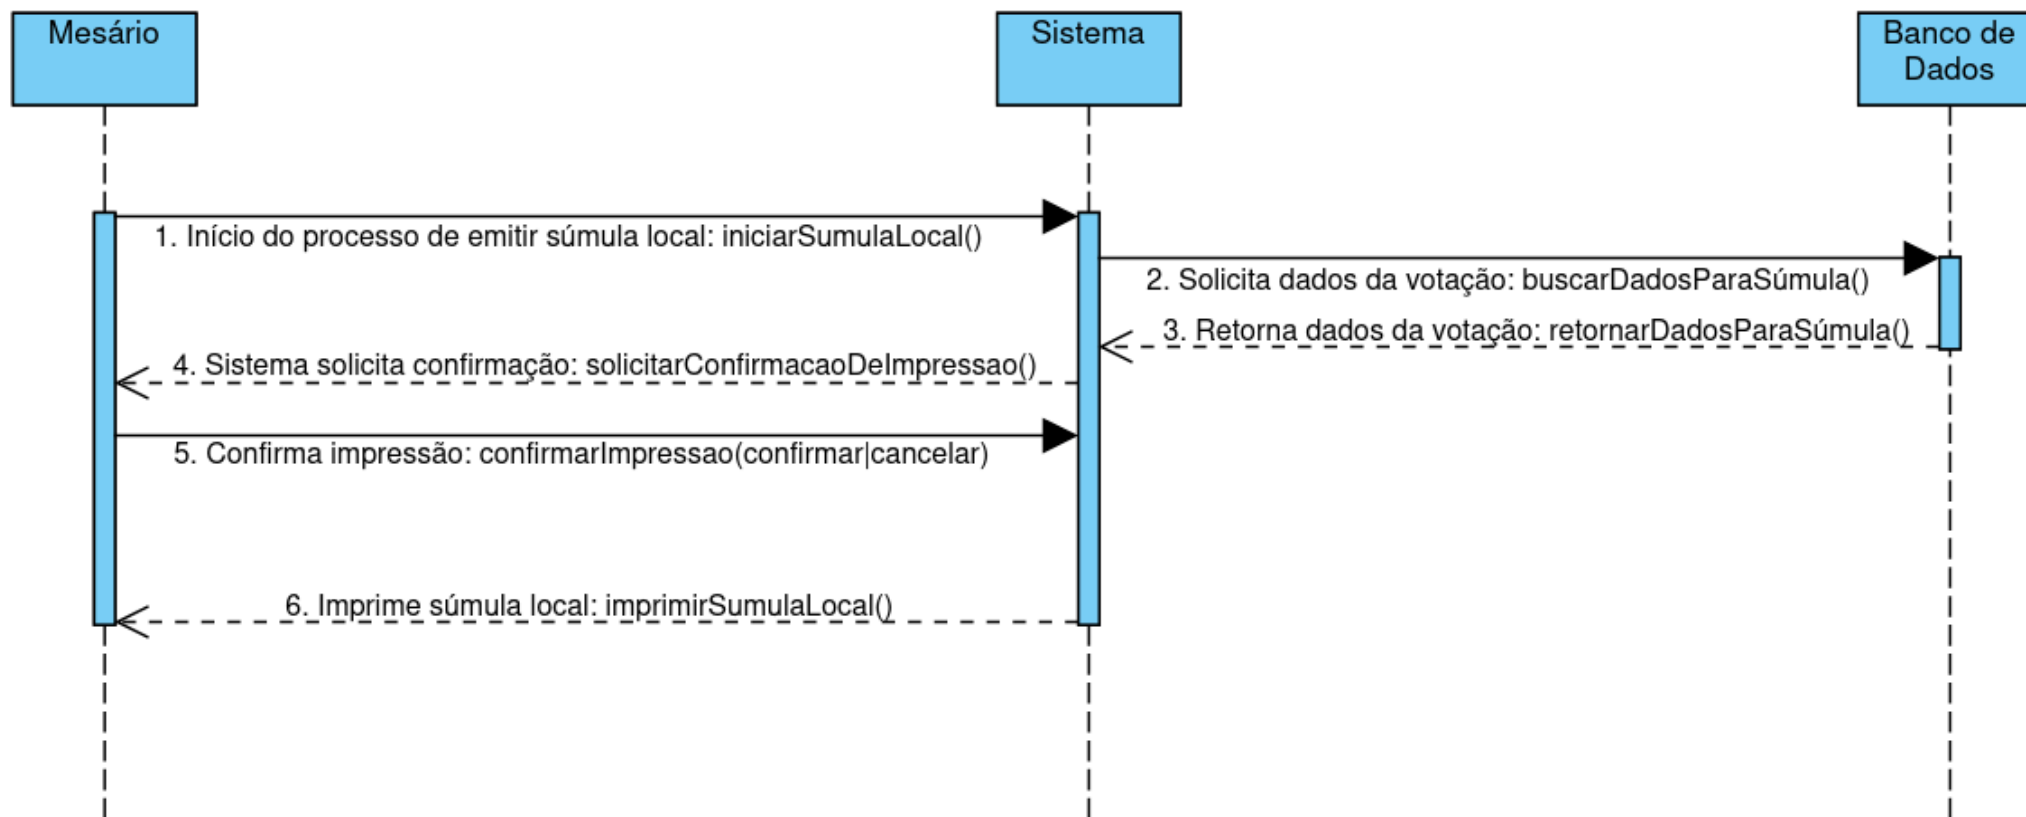 Mesário
Sistema
Banco de
Dados
1. Início do processo de emitir súmula local: iniciarSumulaLocal()
2. Solicita dados da votação: buscarDadosParaSúmula()
3. Retorna dados da votação: retornarDadosParaSúmula()
4. Sistema solicita confirmação: solicitarConfirmacaoDeImpressao()
5. Confirma impressão: confirmarImpressao(confirmar|cancelar)
6. Imprime súmula local: imprimirSumulaLocal()